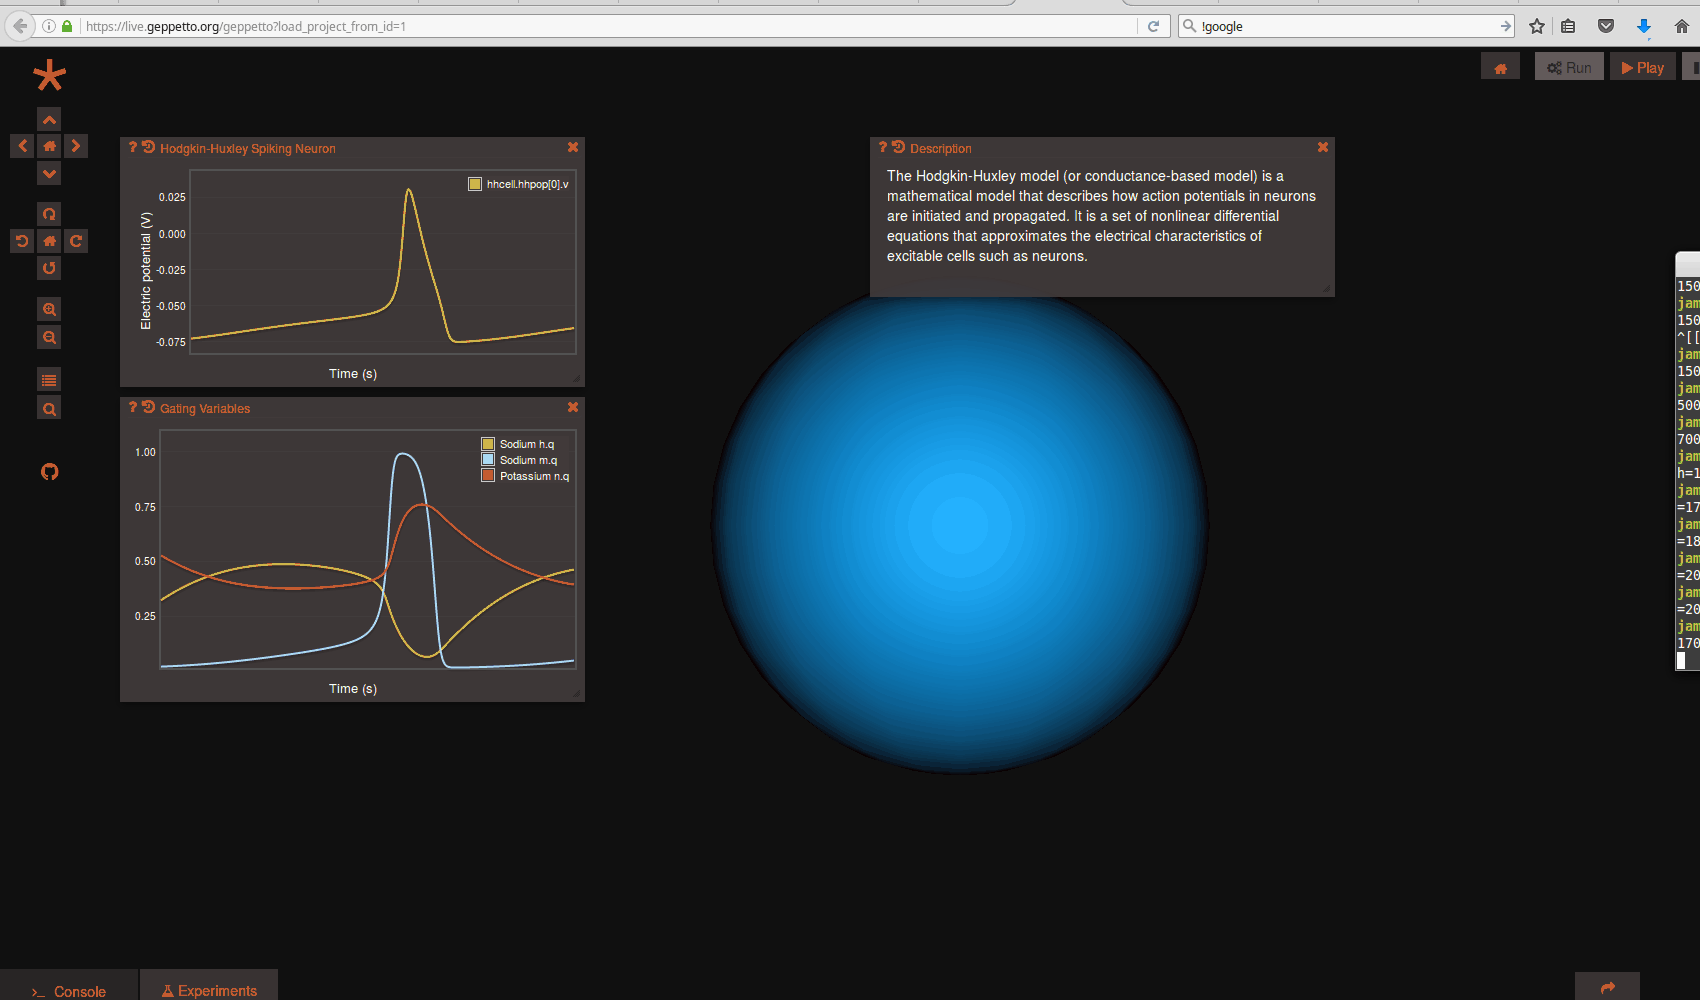 https://live.geppetto.org/geppetto?load_project_from_id=1
!google
Run
Play
Hodgkin-Huxley Spiking Neuron
hhcell.hhpop[0].v
Electric potential (V)
0.025
0.000
-0.025
-0.050
-0.075
Time (s)
Gating Variables
Sodium h.q
Sodium m.q
Potassium n.q
1.00
0.75
0.50
0.25
Time (s)
Description
The Hodgkin-Huxley model (or conductance-based model) is a
mathematical model that describes how action potentials in neurons
are initiated and propagated. It is a set of nonlinear differential
equations that approximates the electrical characteristics of
excitable cells such as neurons.
150
jam
150
^[[
jam
150
jam
500
jam
700
jam
h=1
jam
=17
jam
=18
jam
=20
jam
=20
jam
170
>_ Console
Experiments